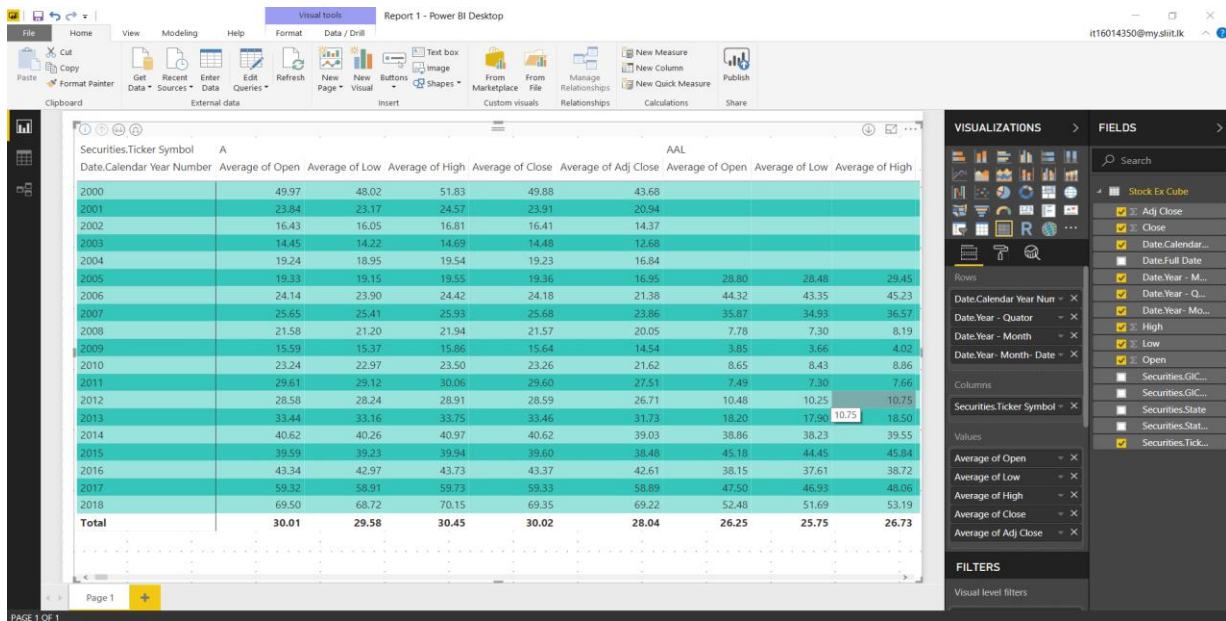 Visual tools
Report 1 - Power BI Desktop
File Home View Modeling Help Format Data / Drill
it16014350@my.sliit.lk
Paste
Cut
Copy
Format Painter
Clipboard
Get Data
Recent Sources
Enter Data
Edit Queries
Refresh
External data
New Page
New Visual
Buttons
Text box
Image
Shapes
Insert
From Marketplace
From File
Custom visuals
Manage Relationships
Relationships
New Measure
New Column
New Quick Measure
Calculations
Publish
Share
Securities.Ticker Symbol A AAL
Date.Calendar Year Number Average of Open Average of Low Average of High Average of Close Average of Adj Close Average of Open Average of Low Average of High
2000 49.97 48.02 51.83 49.88 43.68
2001 23.84 23.17 24.57 23.91 20.94
2002 16.43 16.05 16.81 16.41 14.37
2003 14.45 14.22 14.69 14.48 12.68
2004 19.24 18.95 19.54 19.23 16.84
2005 19.33 19.15 19.55 19.36 16.95 28.80 28.48 29.45
2006 24.14 23.90 24.42 24.18 21.38 44.32 43.35 45.23
2007 25.65 25.41 25.93 25.68 23.86 35.87 34.93 36.57
2008 21.58 21.20 21.94 21.57 20.05 7.78 7.30 8.19
2009 15.59 15.37 15.86 15.64 14.54 3.85 3.66 4.02
2010 23.24 22.97 23.50 23.26 21.62 8.65 8.43 8.86
2011 29.61 29.12 30.06 29.60 27.51 7.49 7.30 7.66
2012 28.58 28.24 28.91 28.59 26.71 10.48 10.25 10.75
10.75
2013 33.44 33.16 33.75 33.46 31.73 18.20 17.90 18.50
2014 40.62 40.26 40.97 40.62 39.03 38.86 38.23 39.55
2015 39.59 39.23 39.94 39.60 38.48 45.18 44.45 45.84
2016 43.34 42.97 43.73 43.37 42.61 38.15 37.61 38.72
2017 59.32 58.91 59.73 59.33 58.89 47.50 46.93 48.06
2018 69.50 68.72 70.15 69.35 69.22 52.48 51.69 53.19
Total 30.01 29.58 30.45 30.02 28.04 26.25 25.75 26.73
Page 1
PAGE 1 OF 1
VISUALIZATIONS
R
Rows
Date.Calendar Year Num
Date.Year - Quator
Date.Year - Month
Date.Year- Month- Date
Columns
Securities.Ticker Symbol
Values
Average of Open
Average of Low
Average of High
Average of Close
Average of Adj Close
FILTERS
Visual level filters
FIELDS
Search
Stock Ex Cube
Adj Close
Close
Date.Calendar...
Date.Full Date
Date.Year - M...
Date.Year - Q...
Date.Year- Mo...
High
Low
Open
Securities.GIC...
Securities.GIC...
Securities.State
Securities.Stat...
Securities.Tick...